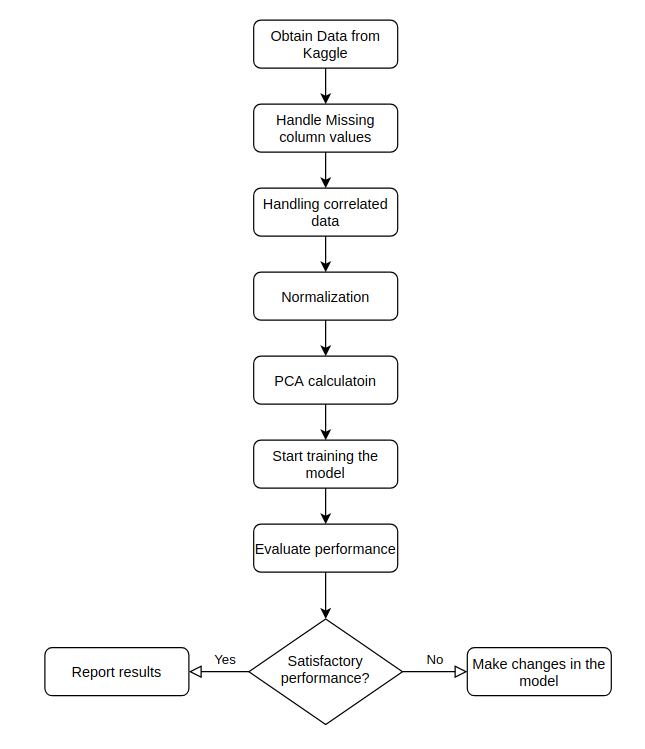 Obtain Data from
Kaggle
Handle Missing
column values
Handling correlated
data
Normalization
PCA calculatoin
Start training the
model
Evaluate performance
Satisfactory
performance?
Yes
No
Report results
Make changes in the
model